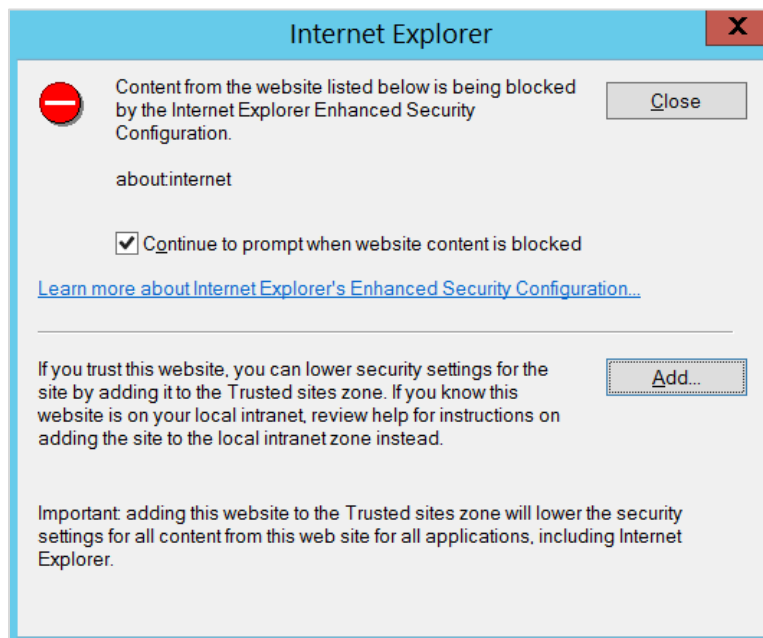 Internet Explorer
X
Content from the website listed below is being blocked
by the Internet Explorer Enhanced Security
Configuration.
Close
about:internet
Continue to prompt when website content is blocked
Learn more about Internet Explorer's Enhanced Security Configuration...
If you trust this website, you can lower security settings for the
site by adding it to the Trusted sites zone. If you know this
website is on your local intranet, review help for instructions on
adding the site to the local intranet zone instead.
Add...
Important: adding this website to the Trusted sites zone will lower the security
settings for all content from this web site for all applications, including Internet
Explorer.